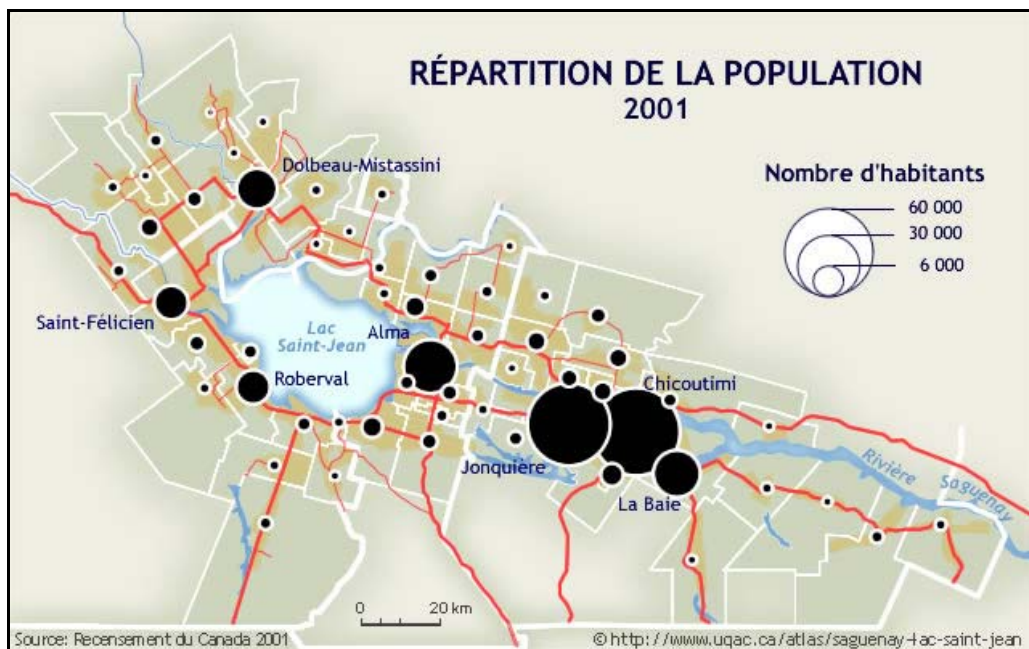 RÉPARTITION DE LA POPULATION
2001
Dolbeau-Mistassini
Nombre d'habitants
60 000
30 000
6 000
Saint-Félicien
Lac
Saint-Jean
Alma
Roberval
Chicoutimi
Jonquière
La Baie
Rivière Saguenay
0 20 km
Source: Recensement du Canada 2001
© http://www.uqac.ca/atlas/saguenay-lac-saint-jean